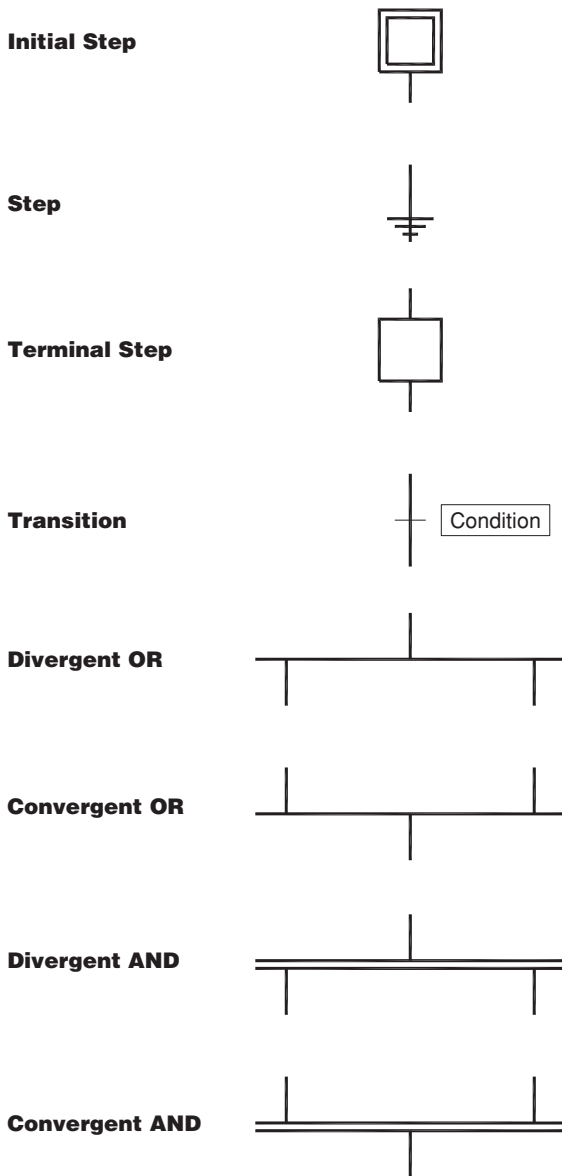 Initial Step
Step
Terminal Step
Transition
Condition
Divergent OR
Convergent OR
Divergent AND
Convergent AND